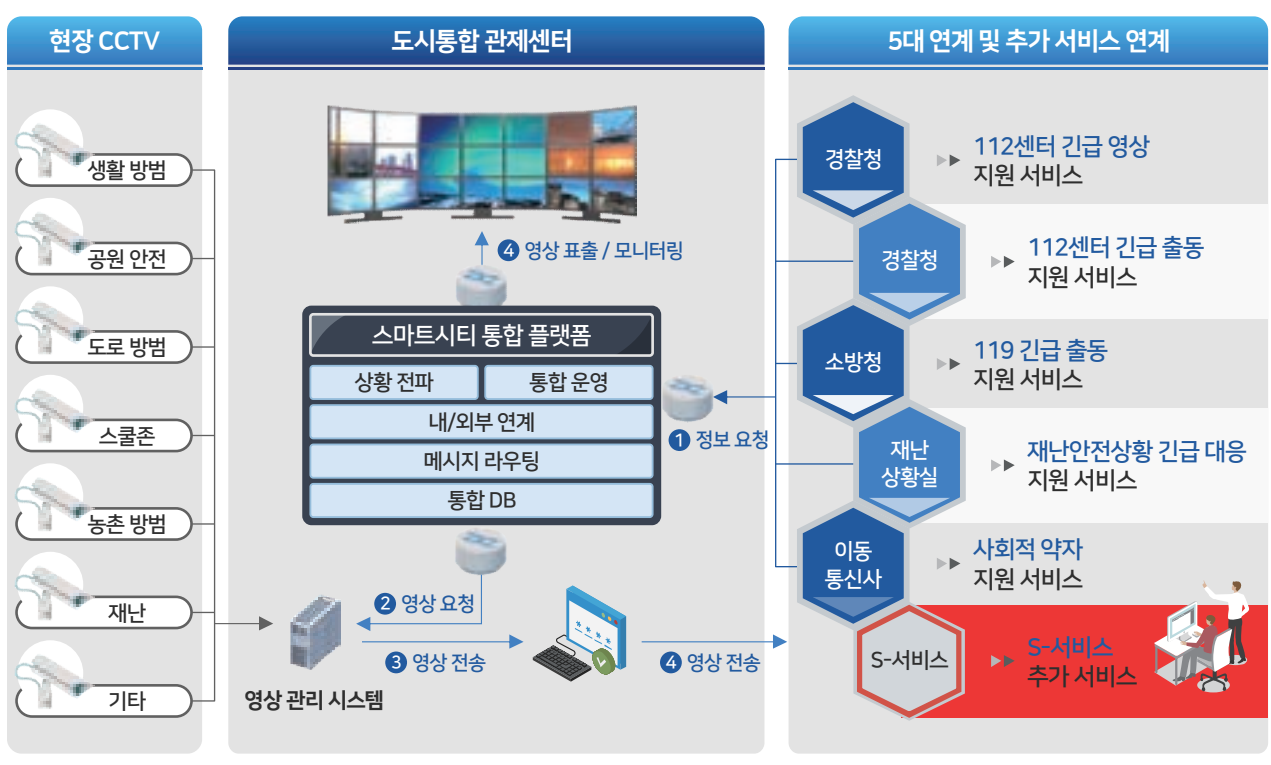 현장 CCTV
생활 방범
공원 안전
도로 방범
스쿨존
농촌 방범
재난
기타
도시통합 관제센터
4 영상 표출 / 모니터링
스마트시티 통합 플랫폼
상황 전파
통합 운영
내/외부 연계
메시지 라우팅
통합 DB
1 정보 요청
2 영상 요청
3 영상 전송
* * * *
4 영상 전송
영상 관리 시스템
5대 연계 및 추가 서비스 연계
경찰청
112센터 긴급 영상
지원 서비스
경찰청
112센터 긴급 출동
지원 서비스
소방청
119 긴급 출동
지원 서비스
재난
상황실
재난안전상황 긴급 대응
지원 서비스
이동
통신사
사회적 약자
지원 서비스
S-서비스
S-서비스
추가 서비스